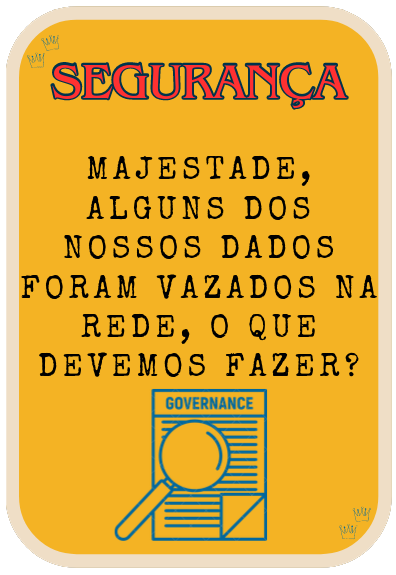 SEGURANÇA
MAJESTADE,
ALGUNS DOS
NOSSOS DADOS
FORAM VAZADOS NA
REDE, O QUE
DEVEMOS FAZER?
GOVERNANCE